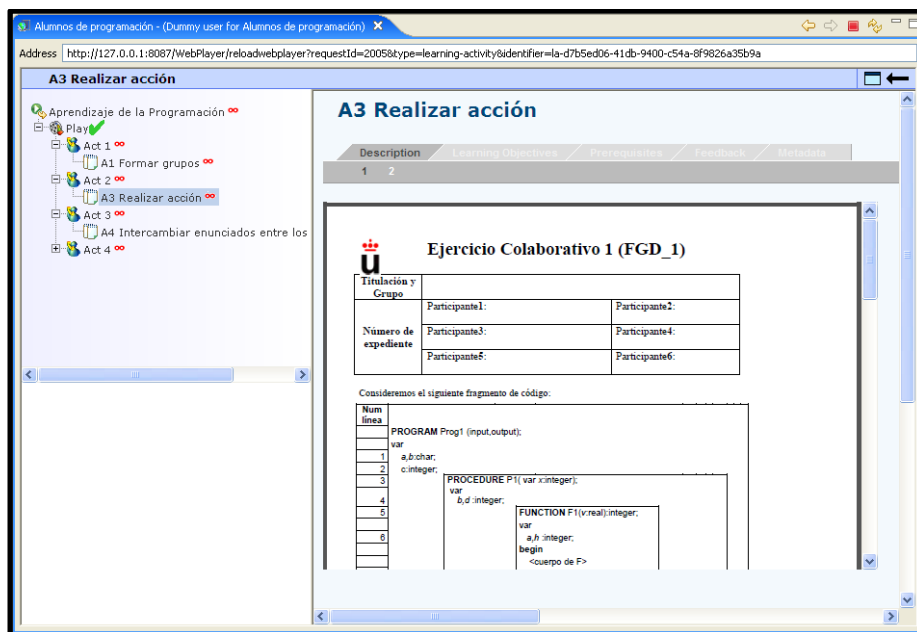 Alumnos de programación - (Dummy user for Alumnos de programación)
Address http://127.0.0.1:8087/WebPlayer/reloadwebplayer?requestId=2005&type=learning-activity&identifier=la-d7b5ed06-41db-9400-c54a-8f9826a35b9a
A3 Realizar acción
Aprendizaje de la Programación
Play
Act 1
A1 Formar grupos
Act 2
A3 Realizar acción
Act 3
A4 Intercambiar enunciados entre los
Act 4
A3 Realizar acción
Description Learning Objectives Prerequisites Feedback Metadata
1 2
u
Ejercicio Colaborativo 1 (FGD_1)
Titulación y
Grupo
Número de
expediente
Participante1: Participante2:
Participante3: Participante4:
Participante5: Participante6:
Consideremos el siguiente fragmento de código:
Num
línea
PROGRAM Prog1 (input,output);
var
1 a,b:char;
2 c:integer;
3 PROCEDURE P1( var x:integer);
var
4 b,d :integer;
5 FUNCTION F1(v:real):integer;
var
6 a,h :integer;
begin
<cuerpo de F>